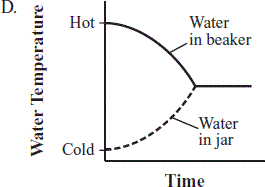 D.
Water Temperature
Hot
Water
in beaker
Water
in jar
Cold
Time